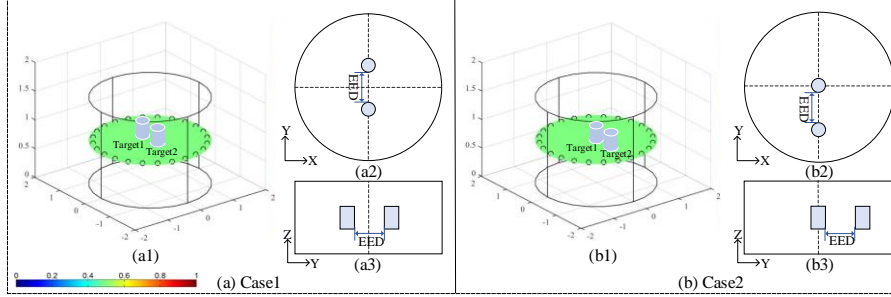 2
1.5
1
0.5
0
2
1
0
-1
-2
-2
-1
0
1
2
Target1
Target2
(a1)
EED
Y
X
(a2)
EED
Z
Y
(a3)
0 0.2 0.4 0.6 0.8 1
(a) Case1
2
1.5
1
0.5
0
2
1
0
-1
-2
-2
-1
0
1
2
Target1
Target2
(b1)
EED
Y
X
(b2)
EED
Z
Y
(b3)
(b) Case2